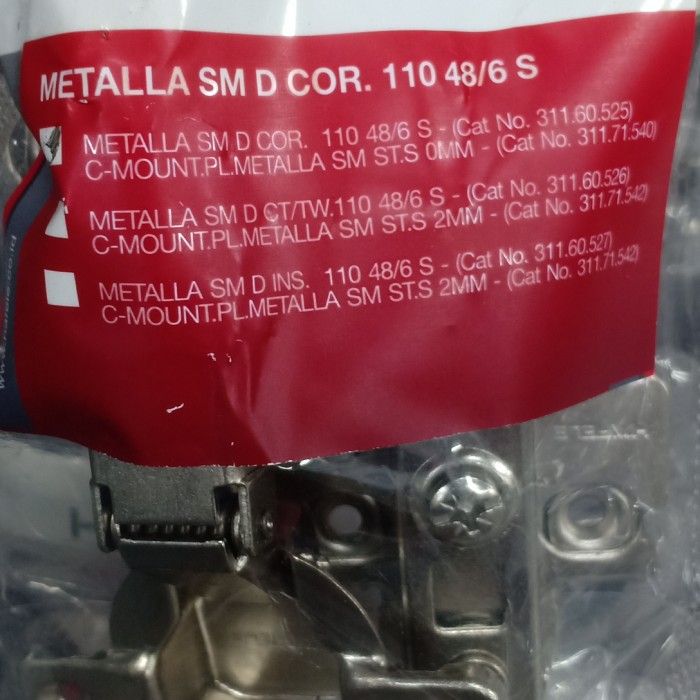 METALLA SM D COR. 110 48/6 S
METALLA SM D COR. 110 48/6 S - (Cat No. 311.60.525)
C-MOUNT.PL.METALLA SM ST.S 0MM - (Cat No. 311.71.540)
METALLA SM D CT/TW.110 48/6 S - (Cat No. 311.60.526)
C-MOUNT.PL.METALLA SM ST.S 2MM - (Cat No. 311.71.542)
METALLA SM D INS. 110 48/6 S - (Cat No. 311.60.527)
C-MOUNT.PL.METALLA SM ST.S 2MM - (Cat No. 311.71.542)